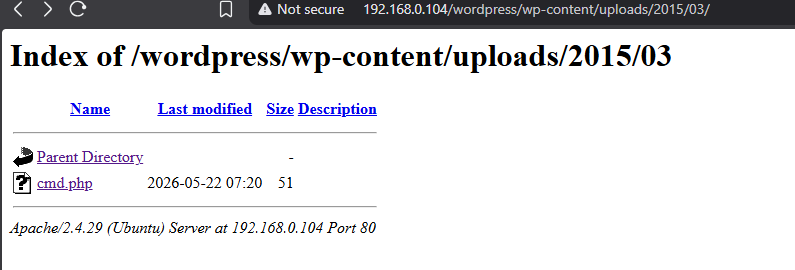 Not secure 192.168.0.104/wordpress/wp-content/uploads/2015/03/
Index of /wordpress/wp-content/uploads/2015/03
Name Last modified Size Description
Parent Directory -
cmd.php 2026-05-22 07:20 51
Apache/2.4.29 (Ubuntu) Server at 192.168.0.104 Port 80